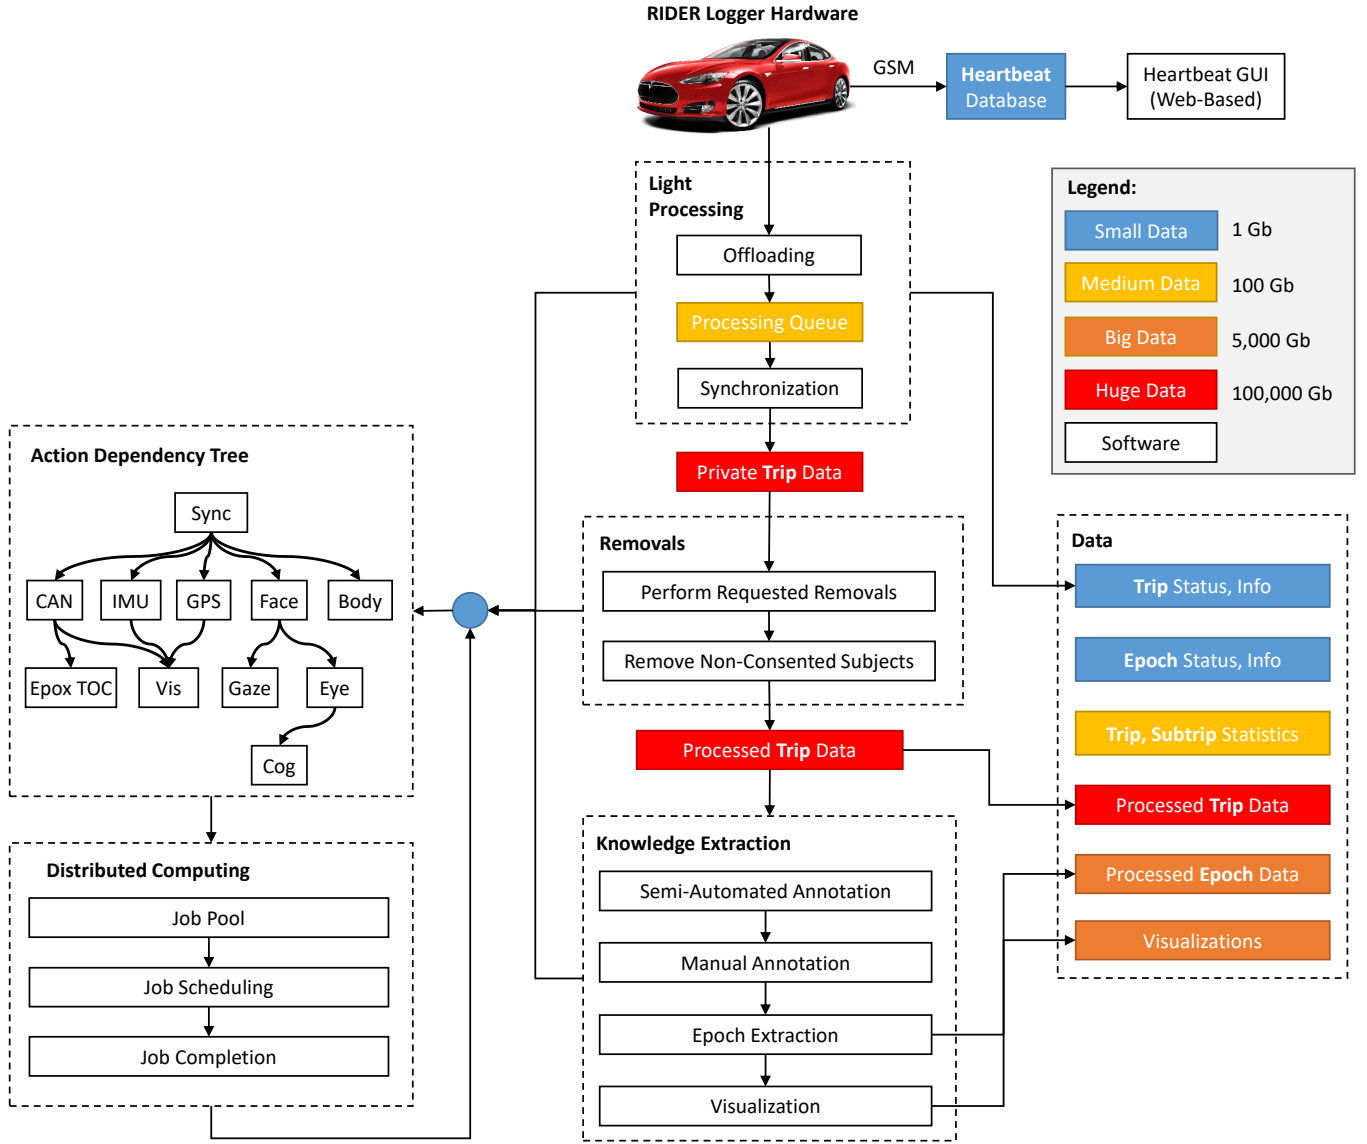 RIDER Logger Hardware
GSM
Heartbeat
Database
Heartbeat GUI
(Web-Based)
Light
Processing
Offloading
Processing Queue
Synchronization
Legend:
Small Data
1 Gb
Medium Data
100 Gb
Big Data
5,000 Gb
Huge Data
100,000 Gb
Software
Private Trip Data
Action Dependency Tree
Sync
CAN
IMU
GPS
Face
Body
Epox TOC
Vis
Gaze
Eye
Cog
Removals
Perform Requested Removals
Remove Non-Consented Subjects
Processed Trip Data
Data
Trip Status, Info
Epoch Status, Info
Trip, Subtrip Statistics
Processed Trip Data
Processed Epoch Data
Visualizations
Distributed Computing
Job Pool
Job Scheduling
Job Completion
Knowledge Extraction
Semi-Automated Annotation
Manual Annotation
Epoch Extraction
Visualization